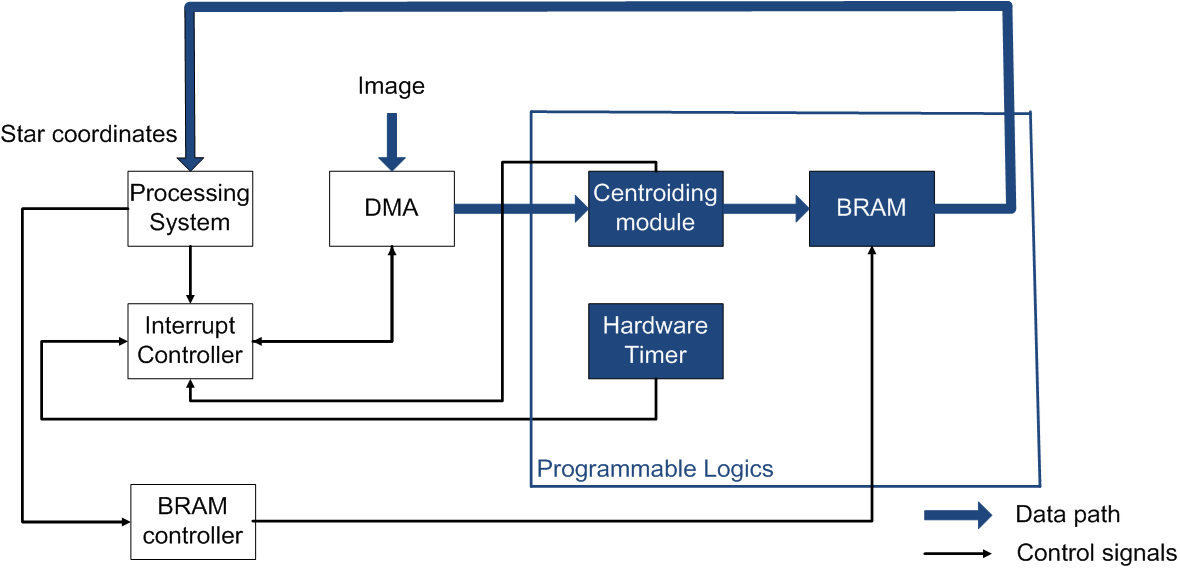 Image
Star coordinates
Processing
System
DMA
Centroiding
module
BRAM
Interrupt
Controller
Hardware
Timer
Programmable Logics
BRAM
controller
Data path
Control signals